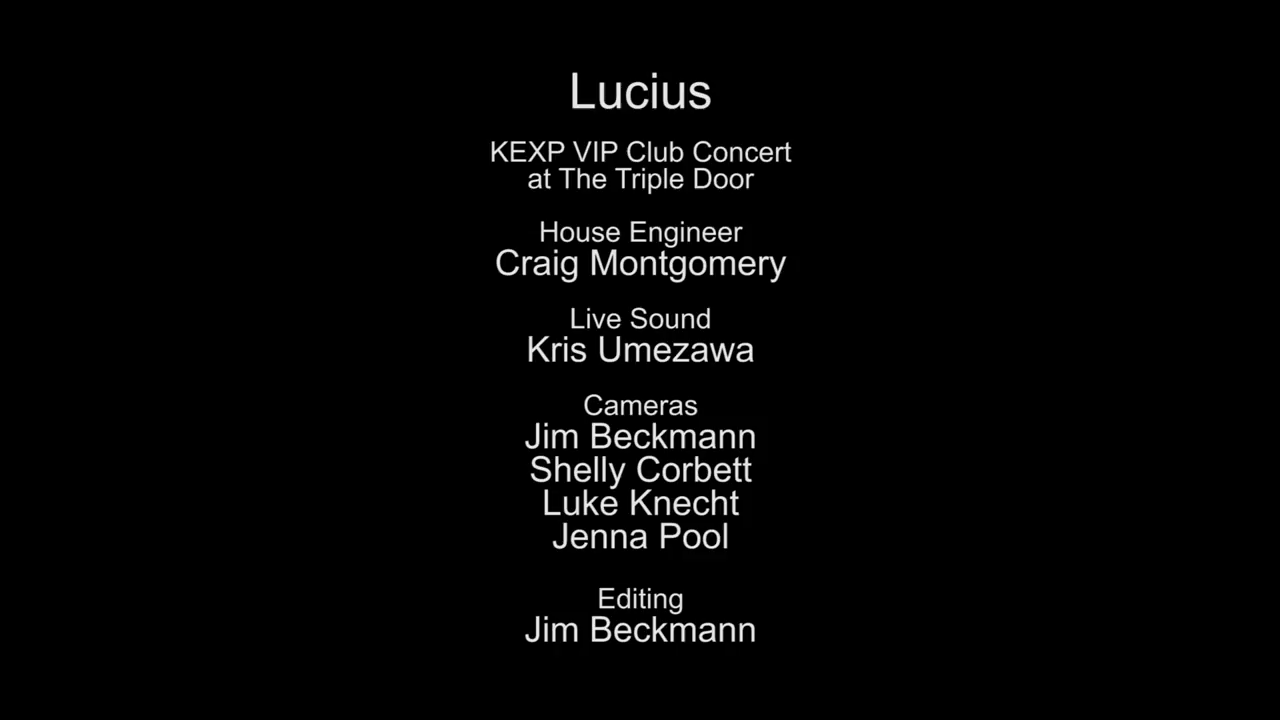 Lucius
KEXP VIP Club Concert
at The Triple Door
House Engineer
Craig Montgomery
Live Sound
Kris Umezawa
Cameras
Jim Beckmann
Shelly Corbett
Luke Knecht
Jenna Pool
Editing
Jim Beckmann